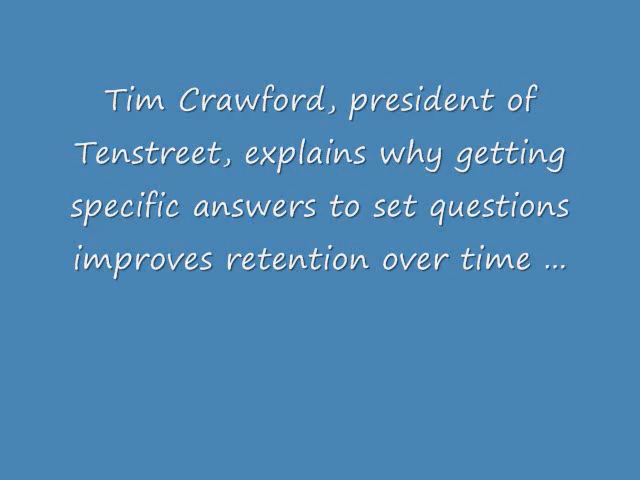 Tim Crawford, president of
Tenstreet, explains why getting
specific answers to set questions
improves retention over time ...